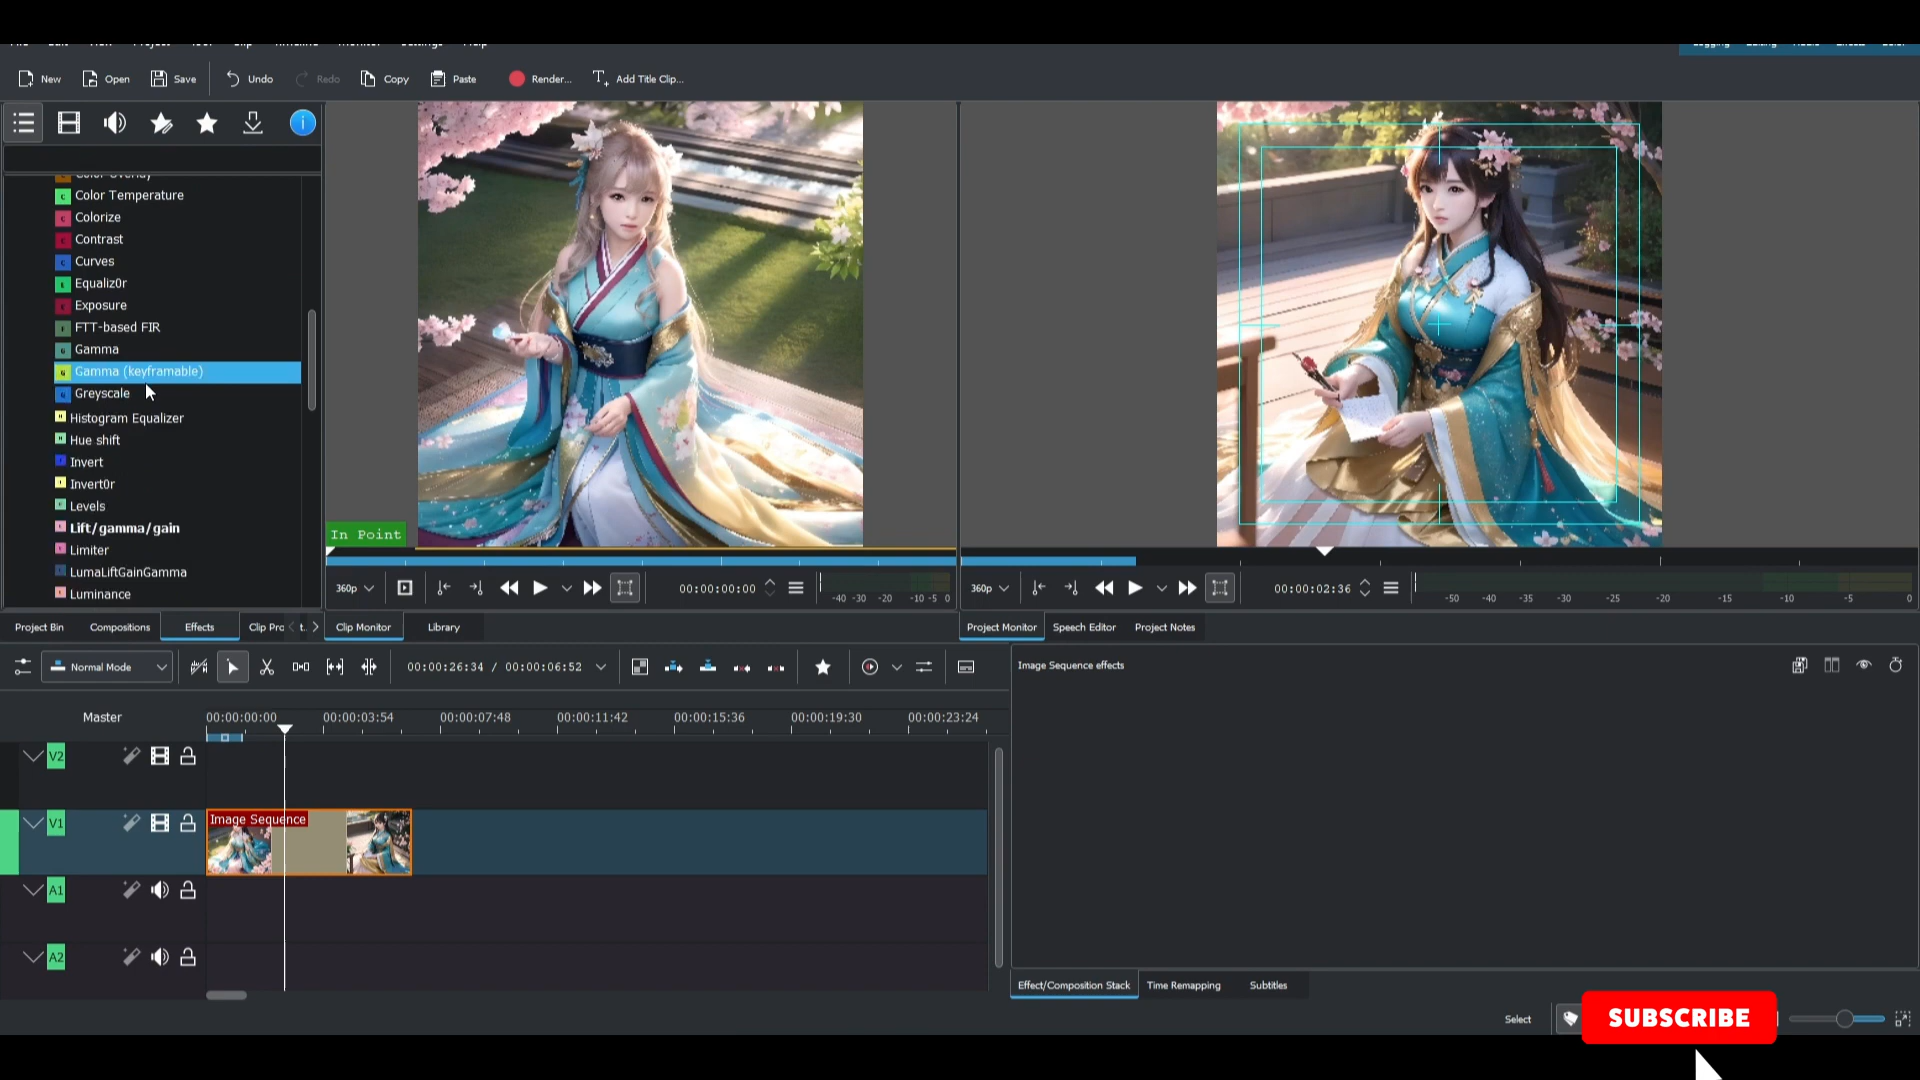 New Open Save Undo Redo Copy Paste Render... Add Title Clip...
Color Temperature
Colorize
Contrast
Curves
Equaliz0r
Exposure
FTT-based FIR
Gamma
Gamma (keyframable)
Greyscale
Histogram Equalizer
Hue shift
Invert
Invert0r
Levels
Lift/gamma/gain
Limiter
LumaLiftGainGamma
Luminance
Project Bin Compositions Effects
In Point
360p 00:00:00:00 -40 -30 -20 -10 -5 0
Clip Monitor Library
360p 00:00:02:36 -50 -40 -35 -30 -25 -20 -15 -10 -5 0
Project Monitor Speech Editor Project Notes
Normal Mode 00:00:26:34 / 00:00:06:52
Image Sequence effects
Master 00:00:00:00 00:00:03:54 00:00:07:48 00:00:11:42 00:00:15:36 00:00:19:30 00:00:23:24
V2
V1 Image Sequence
A1
A2
Effect/Composition Stack Time Remapping Subtitles
Select
SUBSCRIBE